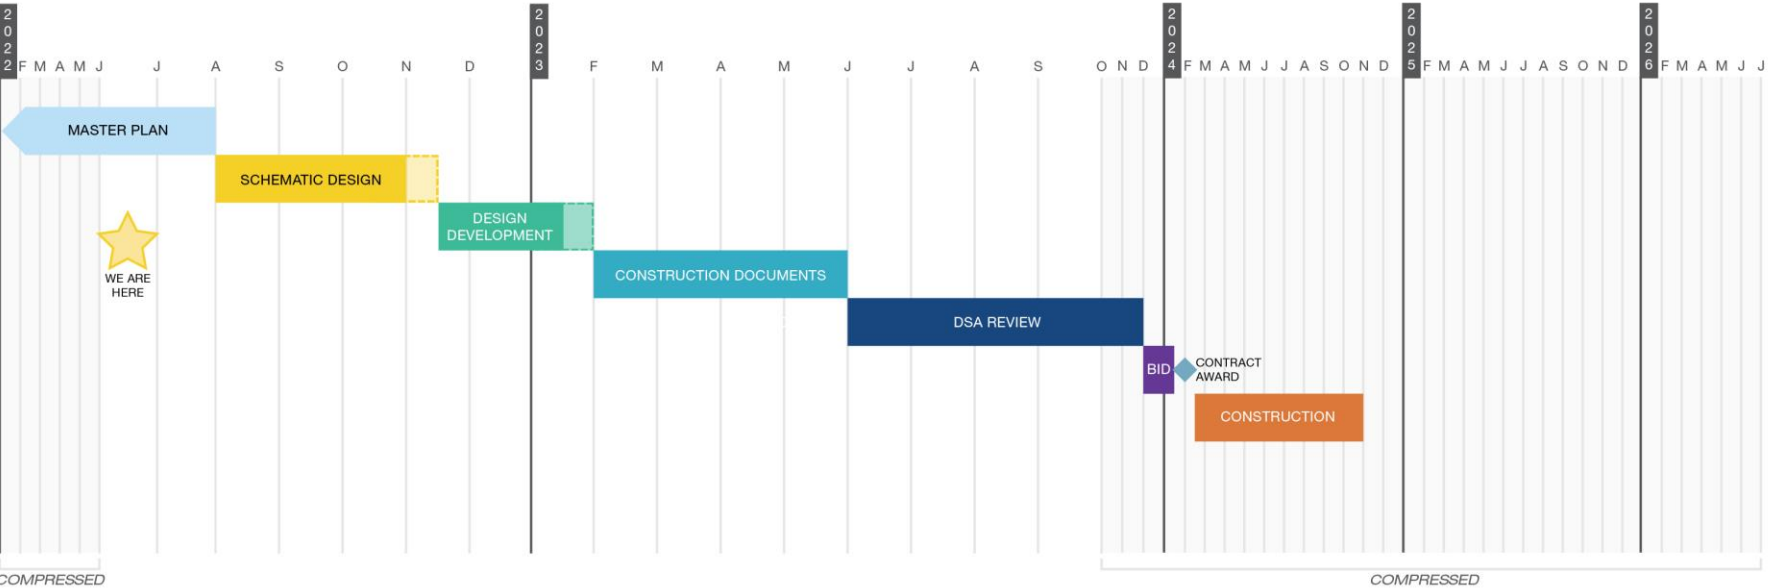 2022 F M A M J J A S O N D 2023 F M A M J J A S O N D 2024 F M A M J J A S O N D 2025 F M A M J J A S O N D 2026 F M A M J J
MASTER PLAN
SCHEMATIC DESIGN
DESIGN
DEVELOPMENT
WE ARE
HERE
CONSTRUCTION DOCUMENTS
DSA REVIEW
BID
CONTRACT
AWARD
CONSTRUCTION
COMPRESSED
COMPRESSED